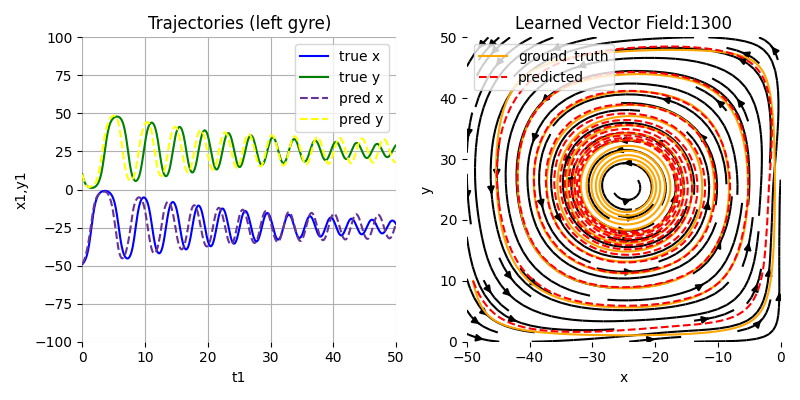 Trajectories (left gyre)
100
75
50
25
0
−25
−50
−75
−100
0
10
20
30
40
50
x1,y1
t1
true x
true y
pred x
pred y
Learned Vector Field:1300
50
40
30
20
10
0
−50
−40
−30
−20
−10
0
y
x
ground_truth
predicted